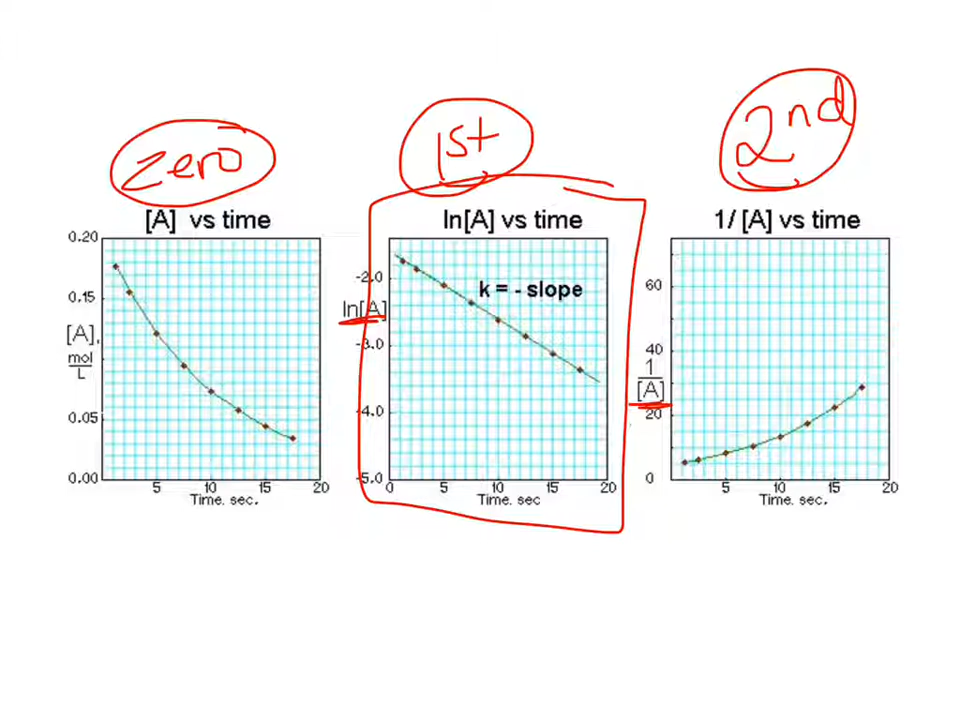 zero
1st
2nd
[A] vs time
ln[A] vs time
1/ [A] vs time
0.20
0.15
[A],
mol
L
0.05
0.00
5
10
15
20
Time. sec.
-2.0
ln[A]
-3.0
-4.0
-5.0
k = - slope
0
5
10
15
20
Time. sec
60
40
1
[A]
20
0
5
10
15
20
Time. sec.